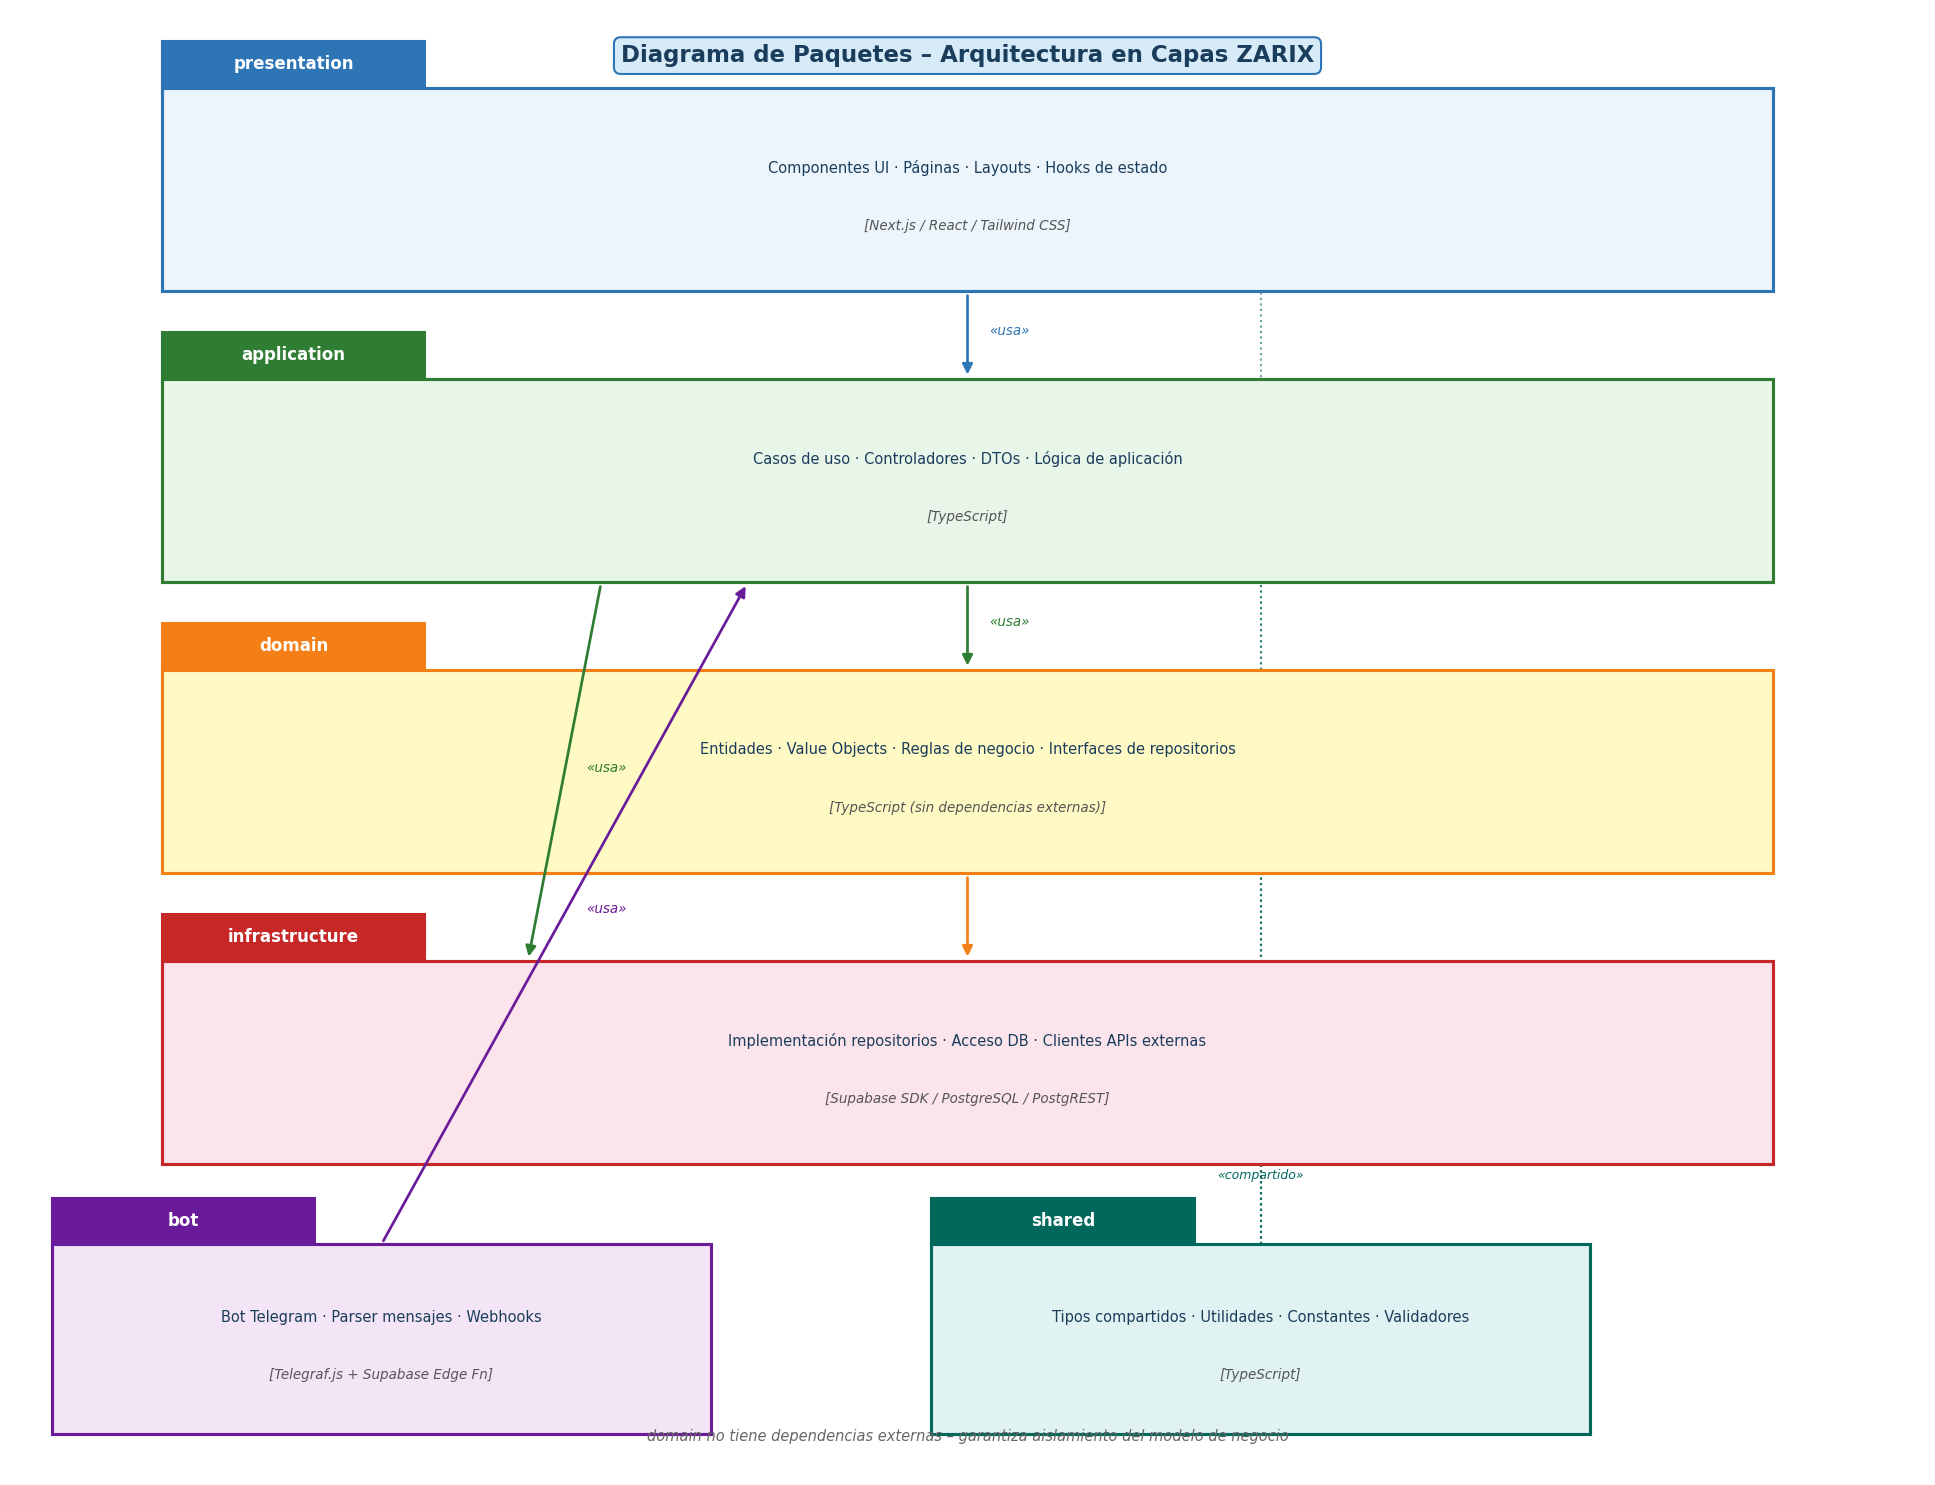 Diagrama de Paquetes – Arquitectura en Capas ZARIX
presentation
Componentes UI · Páginas · Layouts · Hooks de estado
[Next.js / React / Tailwind CSS]
«usa»
application
Casos de uso · Controladores · DTOs · Lógica de aplicación
[TypeScript]
«usa»
domain
Entidades · Value Objects · Reglas de negocio · Interfaces de repositorios
«usa»
[TypeScript (sin dependencias externas)]
«usa»
infrastructure
Implementación repositorios · Acceso DB · Clientes APIs externas
[Supabase SDK / PostgreSQL / PostgREST]
«compartido»
bot
shared
Bot Telegram · Parser mensajes · Webhooks
Tipos compartidos · Utilidades · Constantes · Validadores
[Telegraf.js + Supabase Edge Fn]
[TypeScript]
domain no tiene dependencias externas – garantiza aislamiento del modelo de negocio